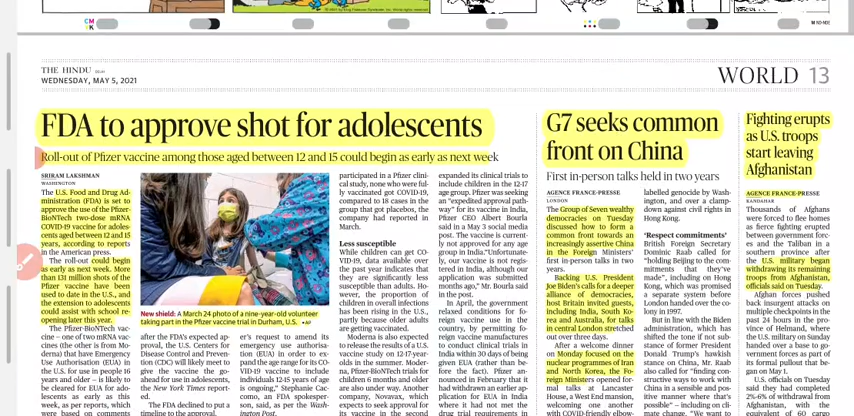 THE HINDU DELHI
WEDNESDAY, MAY 5, 2021
WORLD 13
FDA to approve shot for adolescents
Roll-out of Pfizer vaccine among those aged between 12 and 15 could begin as early as next week
SRIRAM LAKSHMAN
WASHINGTON
The U.S. Food and Drug Ad-
ministration (FDA) is set to
approve the use of the Pfizer-
BioNTech two-dose mRNA
COVID-19 vaccine for adoles-
cents aged between 12 and 15
years, according to reports
in the American press.
The roll-out could begin
as early as next week. More
than 131 million shots of the
Pfizer vaccine have been
used to date in the U.S., and
the extension to adolescents
could assist with school re-
opening later this year.
The Pfizer-BioNTech vac-
cine – one of two mRNA vac-
cines (the other is from Mo-
derna) that have Emergency
Use Authorisation (EUA) in
the U.S. for use in people 16
years and older – is likely to
be cleared for EUA for ado-
lescents as early as this
week, as per reports, which
were based on comments
New shield: A March 24 photo of a nine-year-old volunteer
taking part in the Pfizer vaccine trial in Durham, U.S. AP
after the FDA's expected ap-
proval, the U.S. Centers for
Disease Control and Preven-
tion (CDC) will likely meet to
give the vaccine the go-
ahead for use in adolescents,
the New York Times report-
ed.
The FDA declined to put a
timeline to the approval.
er's request to amend its
emergency use authorisa-
tion (EUA) in order to ex-
pand the age range for its CO-
VID-19 vaccine to include
individuals 12-15 years of age
is ongoing," Stephanie Cac-
como, an FDA spokesper-
son, said, as per the Wash-
ington Post.
participated in a Pfizer clini-
cal study, none who were ful-
ly vaccinated got COVID-19,
compared to 18 cases in the
group that got placebos, the
company had reported in
March.
Less susceptible
While children can get CO-
VID-19, data available over
the past year indicates that
they are significantly less
susceptible than adults. Ho-
wever, the proportion of
children in overall infections
has been rising in the U.S.,
partly because older adults
are getting vaccinated.
Moderna is also expected
to release the results of a U.S.
vaccine study on 12-17-year-
olds in the summer. Moder-
na, Pfizer-BioNTech trials for
children 6 months and older
are also under way. Another
company, Novavax, which
expects to seek approval for
its vaccine in the second
expanded its clinical trials to
include children in the 12-17
age group. Pfizer was seeking
an "expedited approval path-
way" for its vaccine in India,
Pfizer CEO Albert Bourla
said in a May 3 social media
post. The vaccine is current-
ly not approved for any age
group in India."Unfortunate-
ly, our vaccine is not regis-
tered in India, although our
application was submitted
months ago," Mr. Bourla said
in the post.
In April, the government
relaxed conditions for fo-
reign vaccine use in the
country, by permitting fo-
reign vaccine manufacturers
to conduct clinical trials in
India within 30 days of being
given EUA (rather than be-
fore the fact). Pfizer an-
nounced in February that it
had withdrawn an earlier ap-
plication for EUA in India
where it had not met the
drug trial requirements in
G7 seeks common
front on China
First in-person talks held in two years
AGENCE FRANCE-PRESSE
LONDON
The Group of Seven wealthy
democracies on Tuesday
discussed how to form a
common front towards an
increasingly assertive China
in the Foreign Ministers'
first in-person talks in two
years.
Backing U.S. President
Joe Biden's calls for a deeper
alliance of democracies,
host Britain invited guests,
including India, South Ko-
rea and Australia, for talks
in central London stretched
out over three days.
After a welcome dinner
on Monday focused on the
nuclear programmes of Iran
and North Korea, the Fo-
reign Ministers opened for-
mal talks at Lancaster
House, a West End mansion,
welcoming one another
with COVID-friendly elbow-
labelled genocide by Wash-
ington, and over a clamp-
down against civil rights in
Hong Kong.
'Respect commitments'
British Foreign Secretary
Dominic Raab called for
"holding Beijing to the com-
mitments that they've
made", including on Hong
Kong, which was promised
a separate system before
London handed over the co-
lony in 1997.
But in line with the Biden
administration, which has
shifted the tone if not sub-
stance of former President
Donald Trump's hawkish
stance on China, Mr. Raab
also called for "finding con-
structive ways to work with
China in a sensible and pos-
itive manner where that's
possible" – including on cli-
mate change. "We want to
Fighting erupts
as U.S. troops
start leaving
Afghanistan
AGENCE FRANCE-PRESSE
KANDAHAR
Thousands of Afghans
were forced to flee homes
as fierce fighting erupted
between government forc-
es and the Taliban in a
southern province after
the U.S. military began
withdrawing its remaining
troops from Afghanistan,
officials said on Tuesday.
Afghan forces pushed
back insurgent attacks on
multiple checkpoints in the
past 24 hours in the pro-
vince of Helmand, where
the U.S. military on Sunday
handed over a base to go-
vernment forces as part of
its formal pullout that be-
gan on May 1.
U.S. officials on Tuesday
said they had completed
2%-6% of withdrawal from
Afghanistan, with the
equivalent of 60 cargo